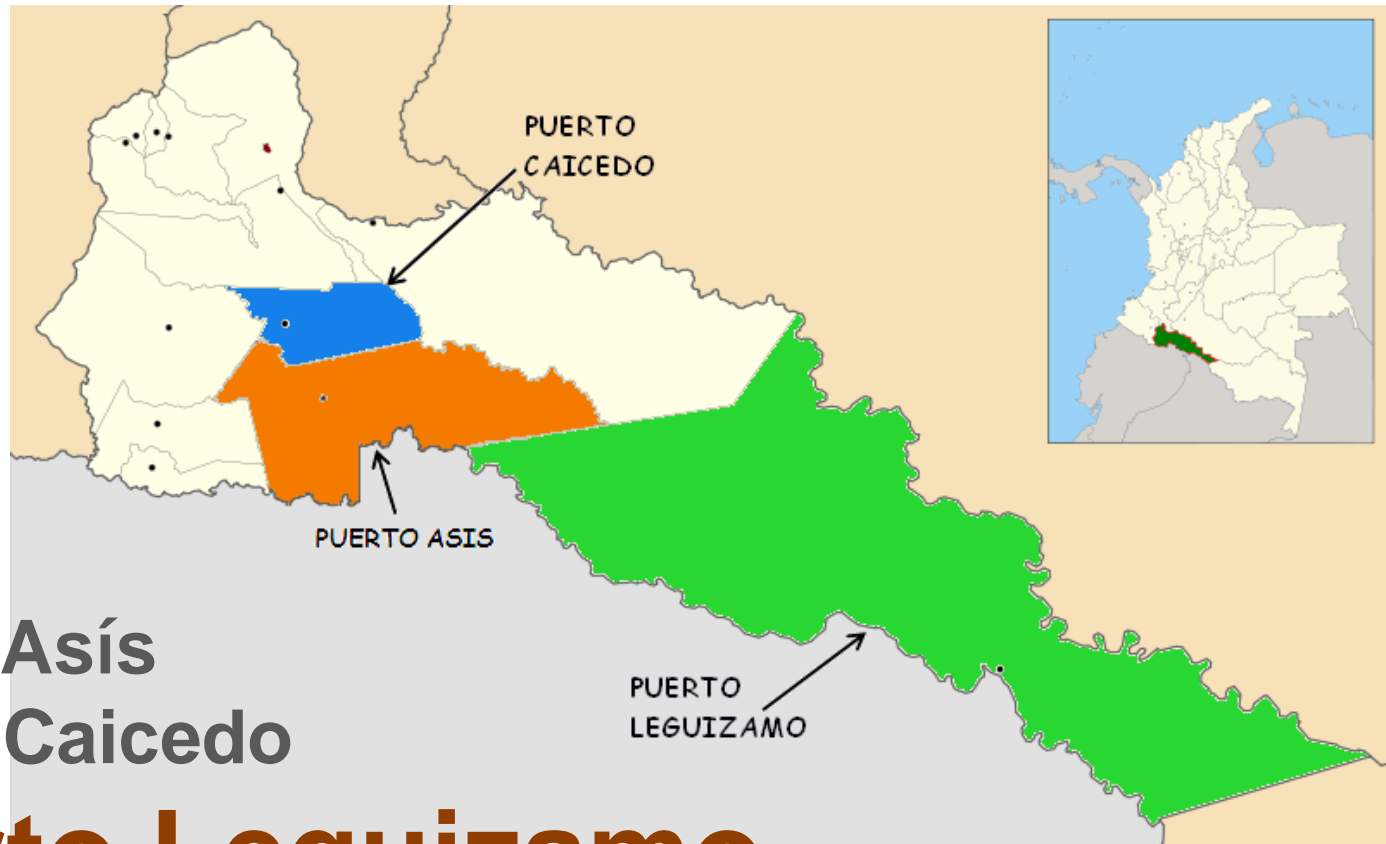 PUERTO
CAICEDO
PUERTO ASIS
Asís
PUERTO
LEGUIZAMO
Caicedo